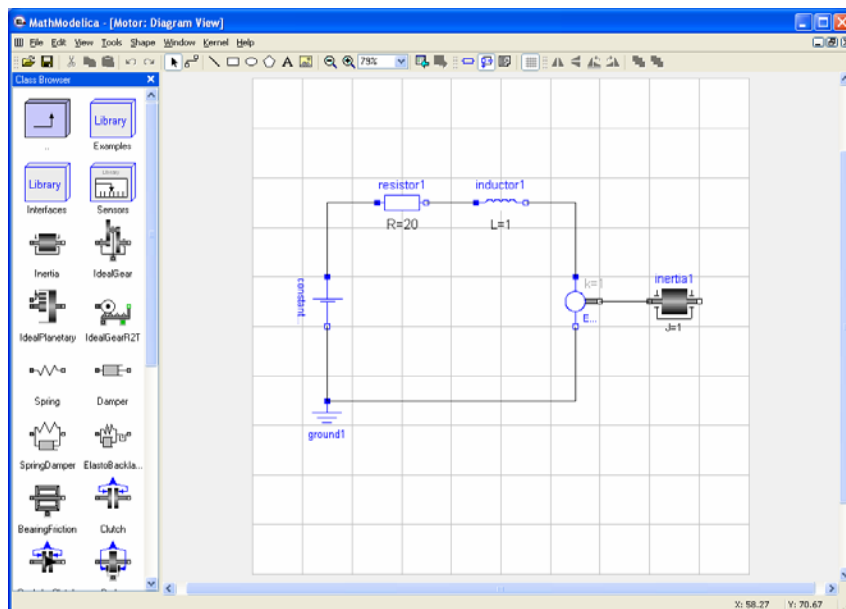 MathModelica - [Motor: Diagram View]
File Edit View Tools Shape Window Kernel Help
A 79%
Class Browser
Library
.. Examples
Library
Interfaces Sensors
Inertia IdealGear
IdealPlanetary IdealGearR2T
Spring Damper
SpringDamper ElastoBackla...
BearingFriction Clutch
resistor1 inductor1
R=20 L=1
constant
k=1 inertia1
E...
J=1
ground1
X: 58.27 Y: 70.67